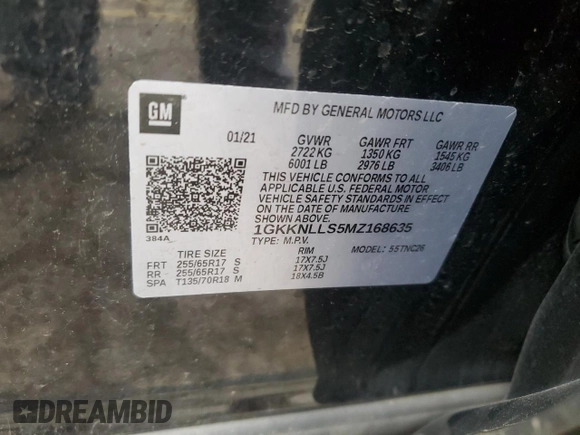 GM
MFD BY GENERAL MOTORS LLC
01/21 GVWR GAWR FRT GAWR RR
2722 KG 1350 KG 1545 KG
6001 LB 2976 LB 3406 LB
THIS VEHICLE CONFORMS TO ALL
APPLICABLE U.S. FEDERAL MOTOR
VEHICLE SAFETY STANDARDS IN EFFECT
ON THE DATE OF MANUFACTURE
SHOWN ABOVE.
384A
1GKKNLLS5MZ168635
TYPE: M.P.V. MODEL: 5STNC26
TIRE SIZE RIM
FRT 255/65R17 S 17X7.5J
RR 255/65R17 S 17X7.5J
SPA T135/70R18 M 18X4.5B
DREAMBID